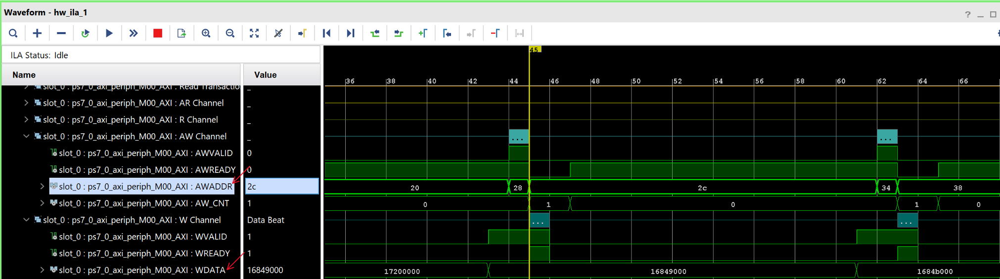 Waveform - hw_ila_1
ILA Status: Idle
Name Value
45
36 38 40 42 44 46 48 50 52 54 56 58 60 62 64 66
slot_0 : ps7_0_axi_periph_M00_AXI : Read Transactio _
slot_0 : ps7_0_axi_periph_M00_AXI : AR Channel _
slot_0 : ps7_0_axi_periph_M00_AXI : R Channel _
slot_0 : ps7_0_axi_periph_M00_AXI : AW Channel _ ... ...
slot_0 : ps7_0_axi_periph_M00_AXI : AWVALID 0
slot_0 : ps7_0_axi_periph_M00_AXI : AWREADY 0
slot_0 : ps7_0_axi_periph_M00_AXI : AWADDR 2c 20 28 2c 34 38
slot_0 : ps7_0_axi_periph_M00_AXI : AW_CNT 1 0 1 0 1 0
slot_0 : ps7_0_axi_periph_M00_AXI : W Channel Data Beat ... ...
slot_0 : ps7_0_axi_periph_M00_AXI : WVALID 1
slot_0 : ps7_0_axi_periph_M00_AXI : WREADY 1
slot_0 : ps7_0_axi_periph_M00_AXI : WDATA 16849000 17200000 16849000 1684b000